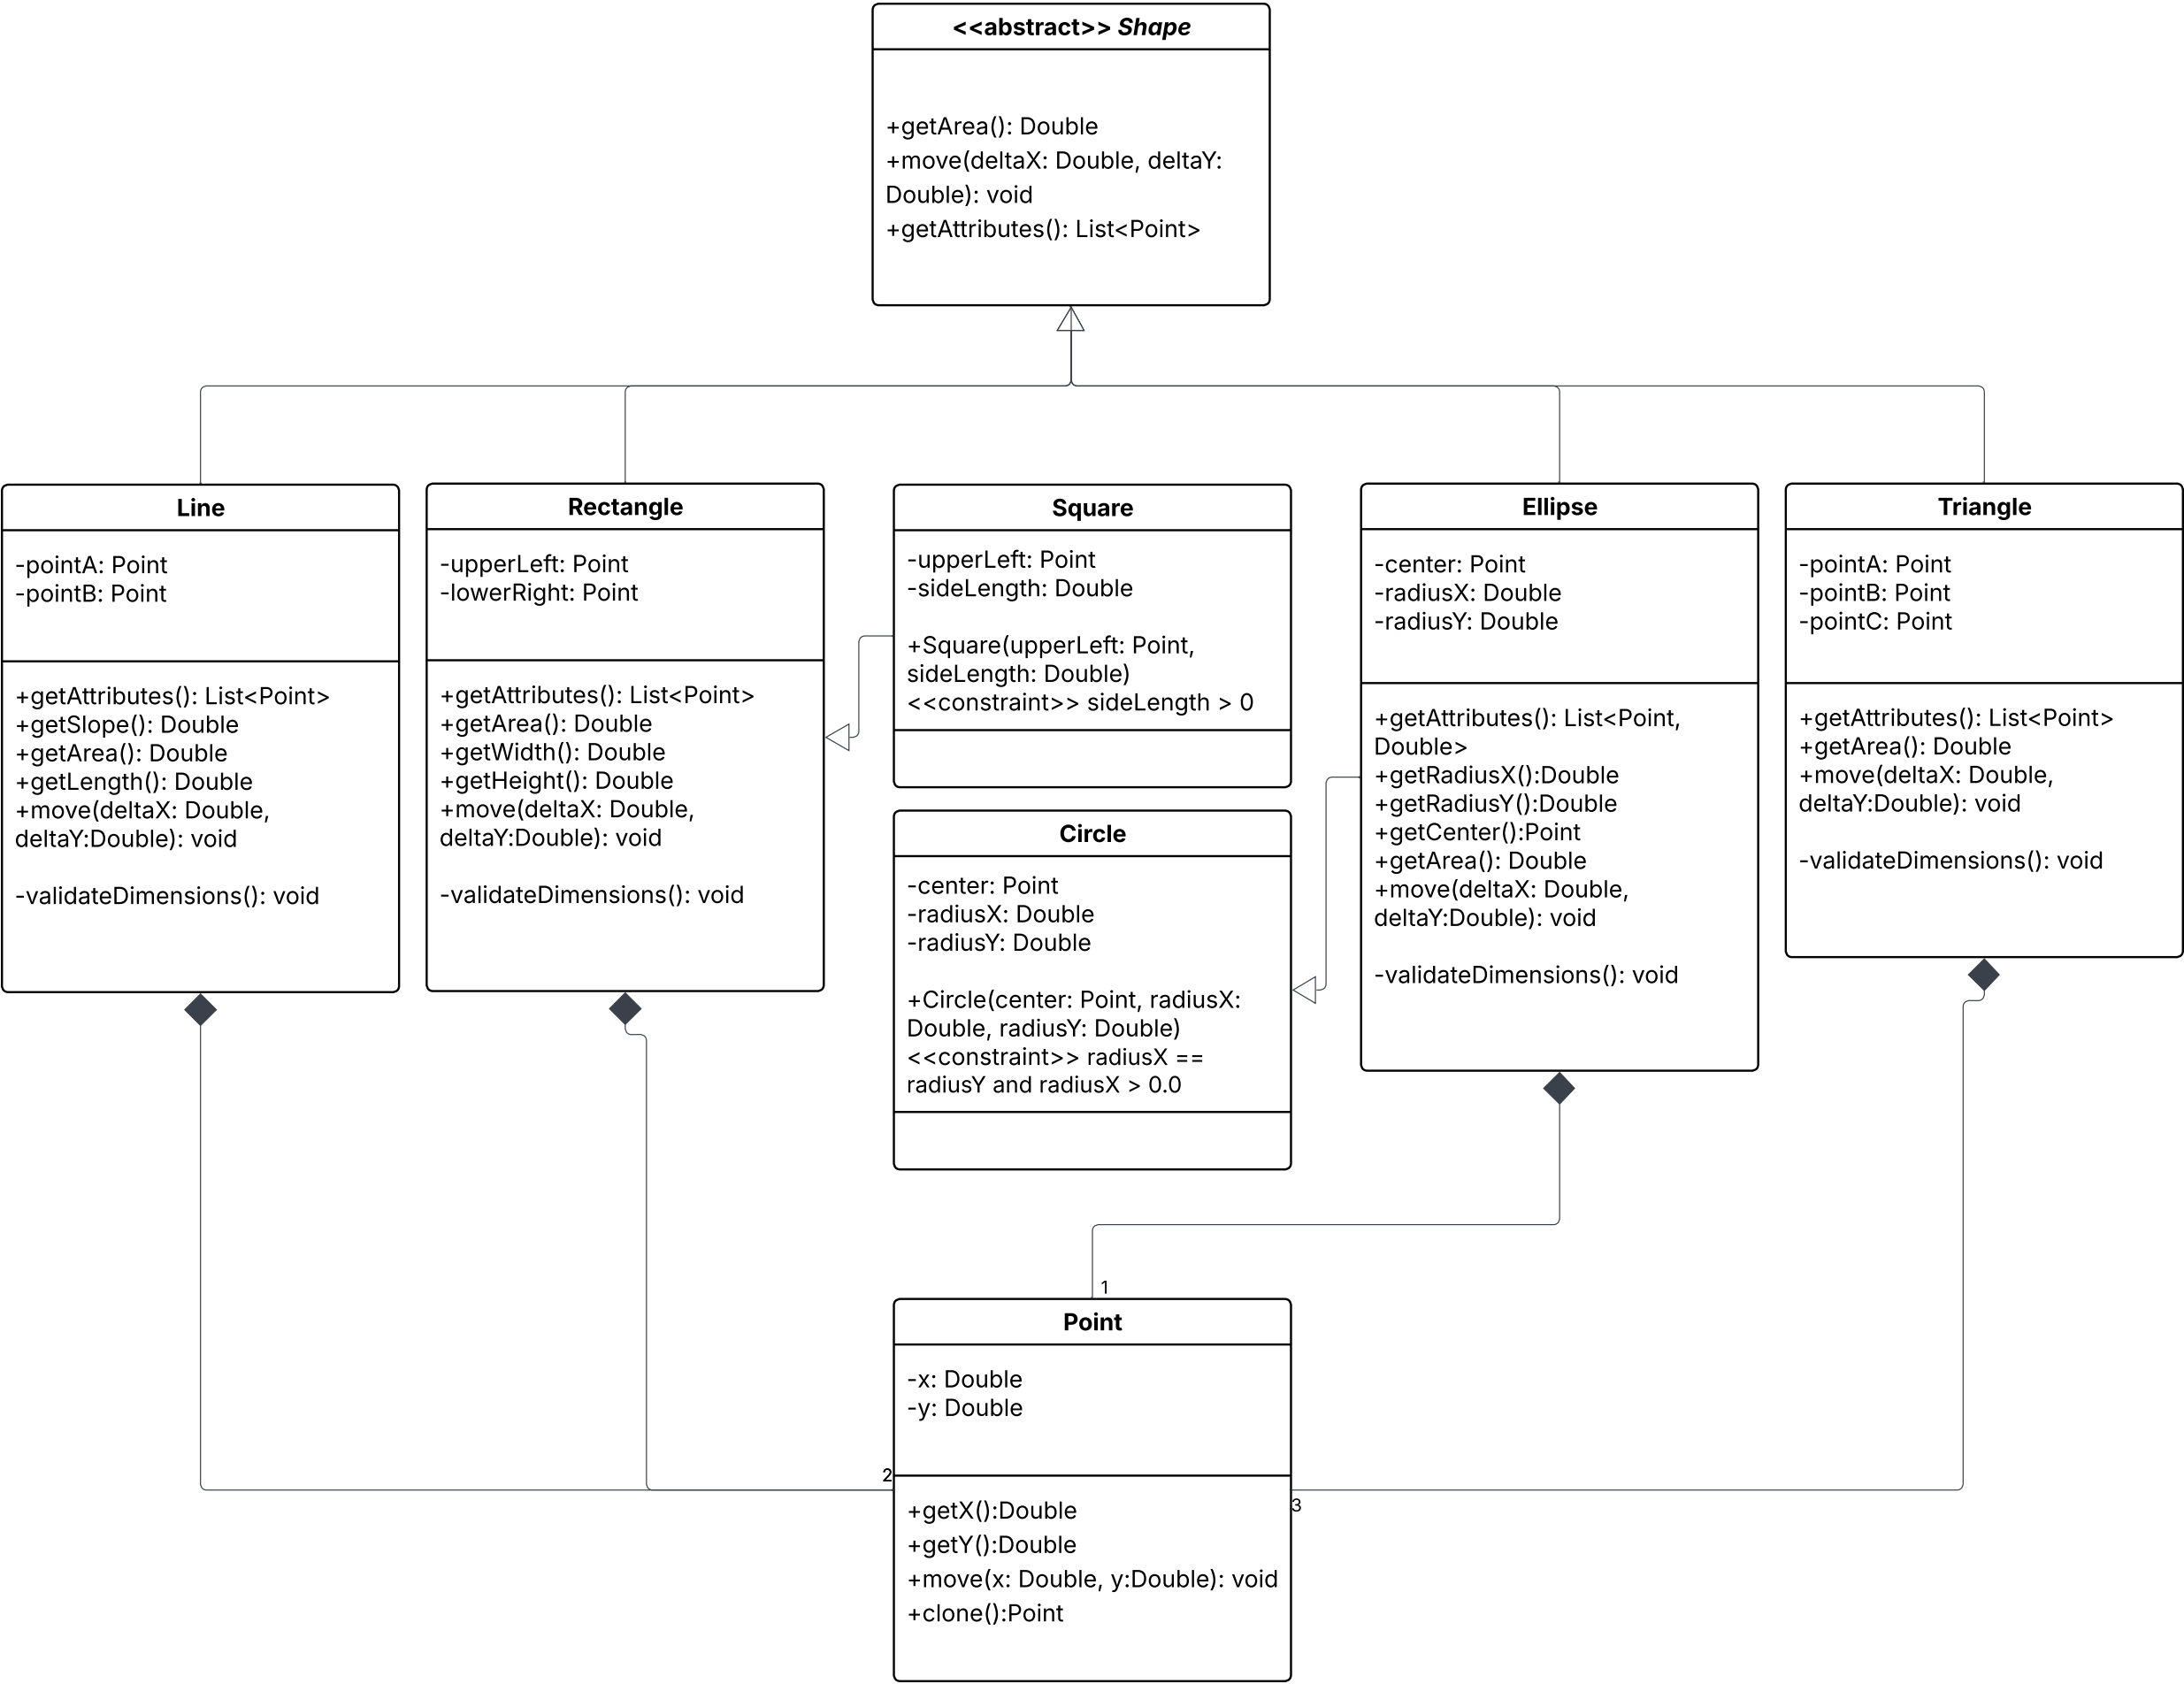 <<abstract>> Shape
+getArea(): Double
+move(deltaX: Double, deltaY:
Double): void
+getAttributes(): List<Point>
Line
-pointA: Point
-pointB: Point
+getAttributes(): List<Point>
+getSlope(): Double
+getArea(): Double
+getLength(): Double
+move(deltaX: Double,
deltaY:Double): void
-validateDimensions(): void
Rectangle
-upperLeft: Point
-lowerRight: Point
+getAttributes(): List<Point>
+getArea(): Double
+getWidth(): Double
+getHeight(): Double
+move(deltaX: Double,
deltaY:Double): void
-validateDimensions(): void
Square
-upperLeft: Point
-sideLength: Double
+Square(upperLeft: Point,
sideLength: Double)
<<constraint>> sideLength > 0
Circle
-center: Point
-radiusX: Double
-radiusY: Double
+Circle(center: Point, radiusX:
Double, radiusY: Double)
<<constraint>> radiusX ==
radiusY and radiusX > 0.0
Ellipse
-center: Point
-radiusX: Double
-radiusY: Double
+getAttributes(): List<Point,
Double>
+getRadiusX():Double
+getRadiusY():Double
+getCenter():Point
+getArea(): Double
+move(deltaX: Double,
deltaY:Double): void
-validateDimensions(): void
Triangle
-pointA: Point
-pointB: Point
-pointC: Point
+getAttributes(): List<Point>
+getArea(): Double
+move(deltaX: Double,
deltaY:Double): void
-validateDimensions(): void
1
2
3
Point
-x: Double
-y: Double
+getX():Double
+getY():Double
+move(x: Double, y:Double): void
+clone():Point